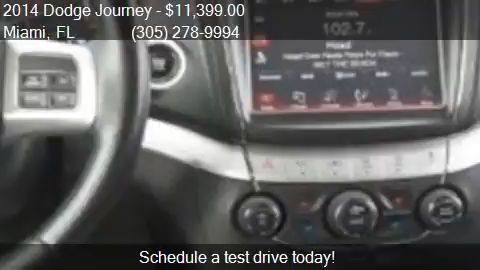 2014 Dodge Journey - $11,399.00
Miami, FL (305) 278-9994
102.7
Schedule a test drive today!